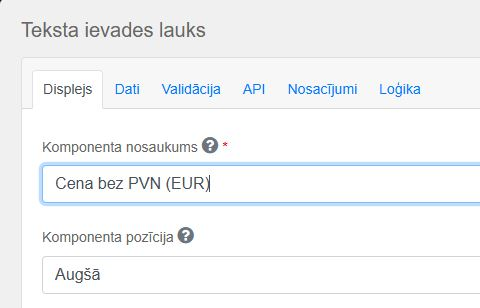 Teksta ievades lauks
Displejs Dati Validācija API Nosacījumi Loģika
Komponenta nosaukums ? *
Cena bez PVN (EUR)
Komponenta pozīcija ?
Augšā